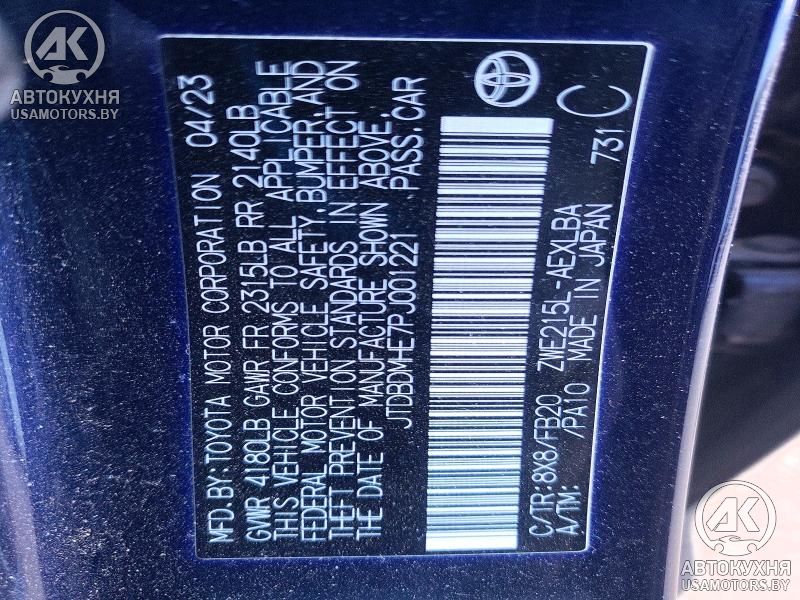 AK
АВТОКУХНЯ
USAMOTORS.BY
MFD.BY:TOYOTA MOTOR CORPORATION 04/23
GVWR 4180LB GAWR FR 2315LB RR 2140LB
THIS VEHICLE CONFORMS TO ALL APPLICABLE
FEDERAL MOTOR VEHICLE SAFETY,BUMPER,AND
THEFT PREVENTION STANDARDS IN EFFECT ON
THE DATE OF MANUFACTURE SHOWN ABOVE.
JTDBDMHE7PJ001221 PASS.CAR
C/TR:8X8/FB20 ZWE215L-AEXLBA
A/TM: /PA10 MADE IN JAPAN 731
C
AK
АВТОКУХНЯ
USAMOTORS.BY